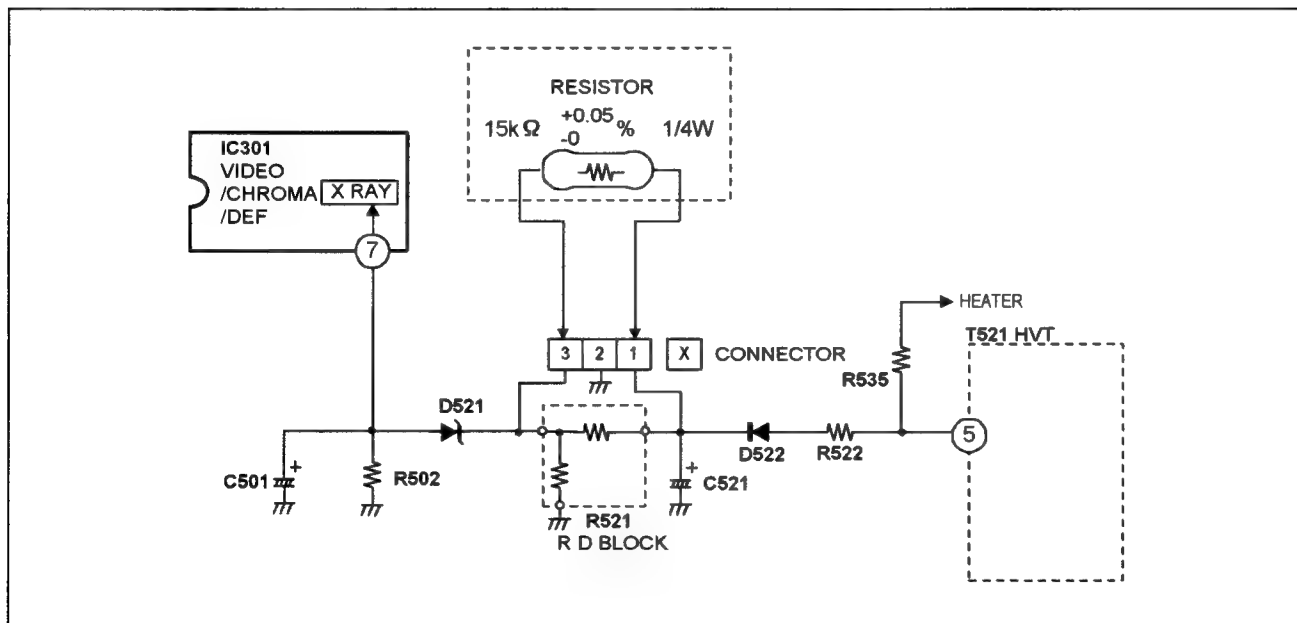 RESISTOR
15kΩ +0.05 -0 % 1/4W
IC301
VIDEO
/CHROMA
/DEF
X RAY
7
3 2 1 X CONNECTOR
HEATER
T521 HVT
R535
D521
5
D522
R522
C501 +
R502
R521
R D BLOCK
+ C521